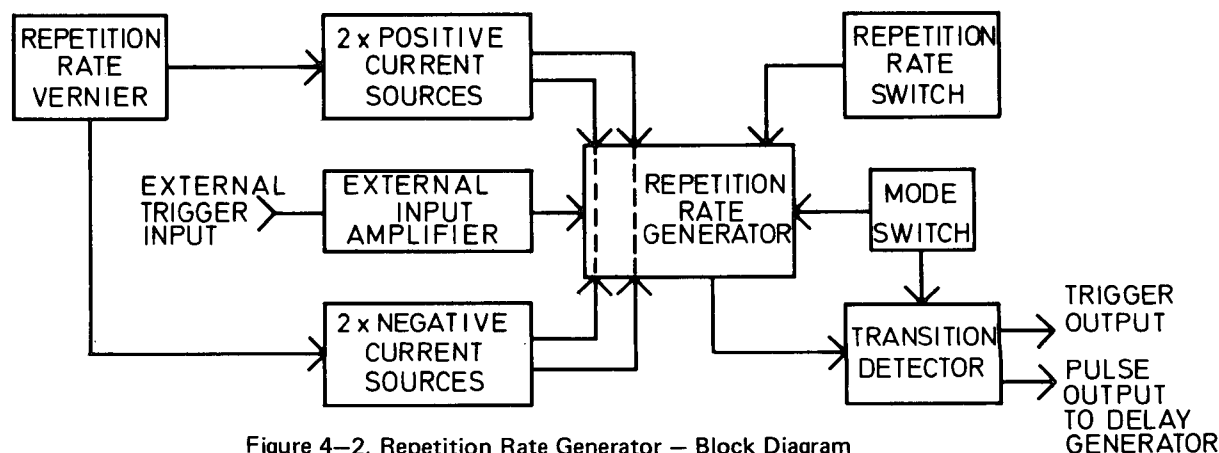 REPETITION
RATE
VERNIER
2 x POSITIVE
CURRENT
SOURCES
REPETITION
RATE
SWITCH
EXTERNAL
TRIGGER
INPUT
EXTERNAL
INPUT
AMPLIFIER
REPETITION
RATE
GENERATOR
MODE
SWITCH
2 x NEGATIVE
CURRENT
SOURCES
TRANSITION
DETECTOR
TRIGGER
OUTPUT
PULSE
OUTPUT
TO DELAY
GENERATOR
Figure 4–2. Repetition Rate Generator – Block Diagram